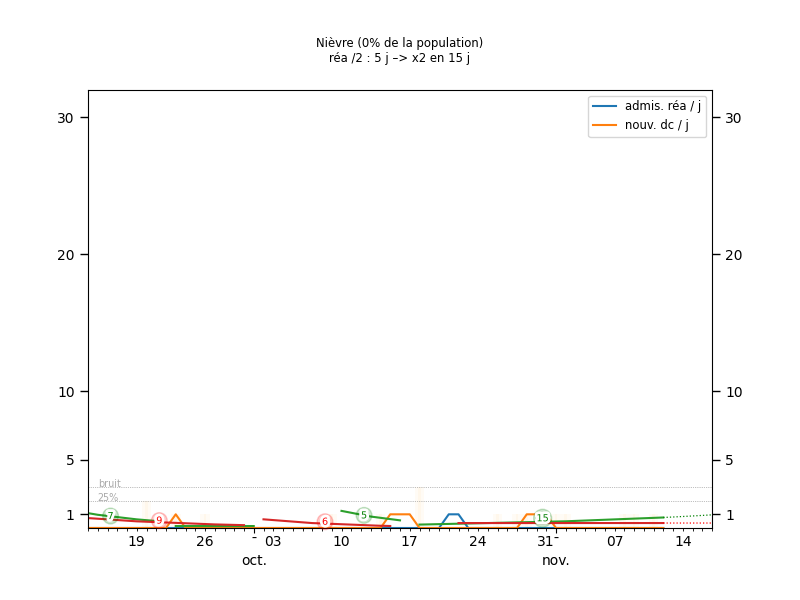 Nièvre (0% de la population)
réa /2 : 5 j –> x2 en 15 j
admis. réa / j
nouv. dc / j
30 30
20 20
10 10
5 5
1 1
bruit
25%
7 9 6 5 15
19 26 03 10 17 24 31 07 14
oct. nov.